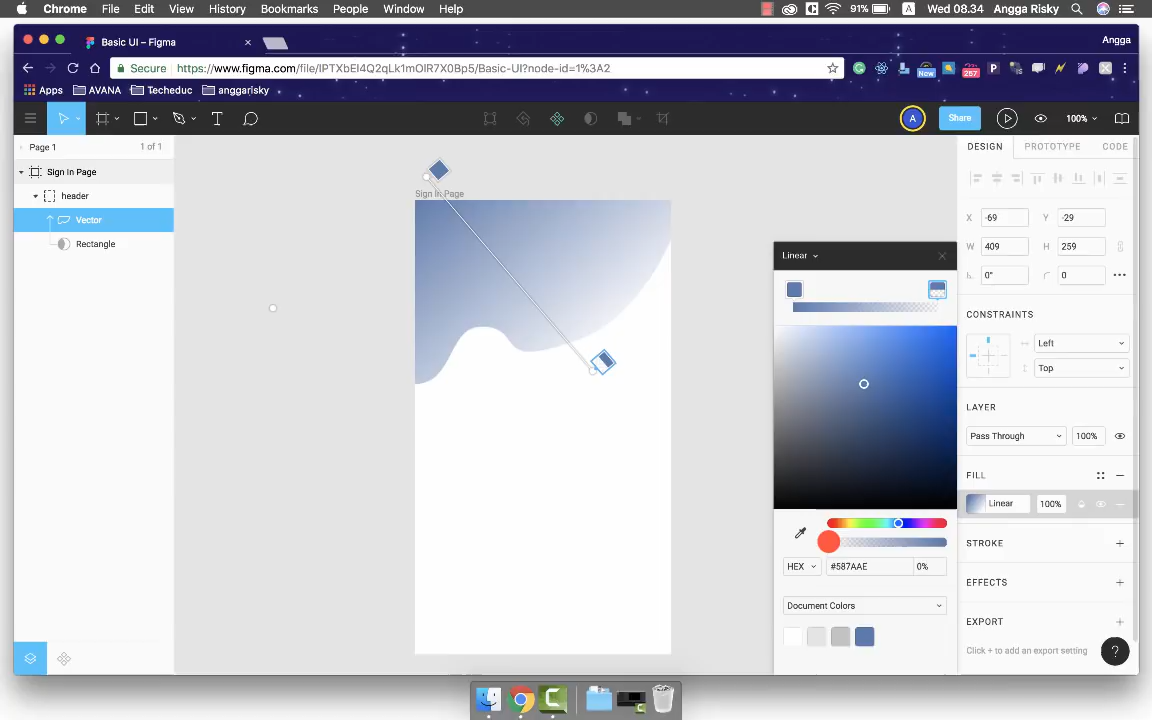 Chrome File Edit View History Bookmarks People Window Help
91% A Wed 08.34 Angga Risky
Basic UI – Figma
Angga
Secure https://www.figma.com/file/IPTXbEl4Q2qLk1mOlR7X0Bp5/Basic-UI?node-id=1%3A2
Now 267 P
Apps AVANA Techeduc anggarisky
T A Share 100%
Page 1 1 of 1 DESIGN PROTOTYPE CODE
Sign In Page
header
Vector
Rectangle
Sign In Page
Linear
HEX #587AAE 0%
Document Colors
X -69 Y -29
W 409 H 259
0° 0
CONSTRAINTS
Left
Top
LAYER
Pass Through 100%
FILL
Linear 100%
STROKE
EFFECTS
EXPORT
Click + to add an export setting
?